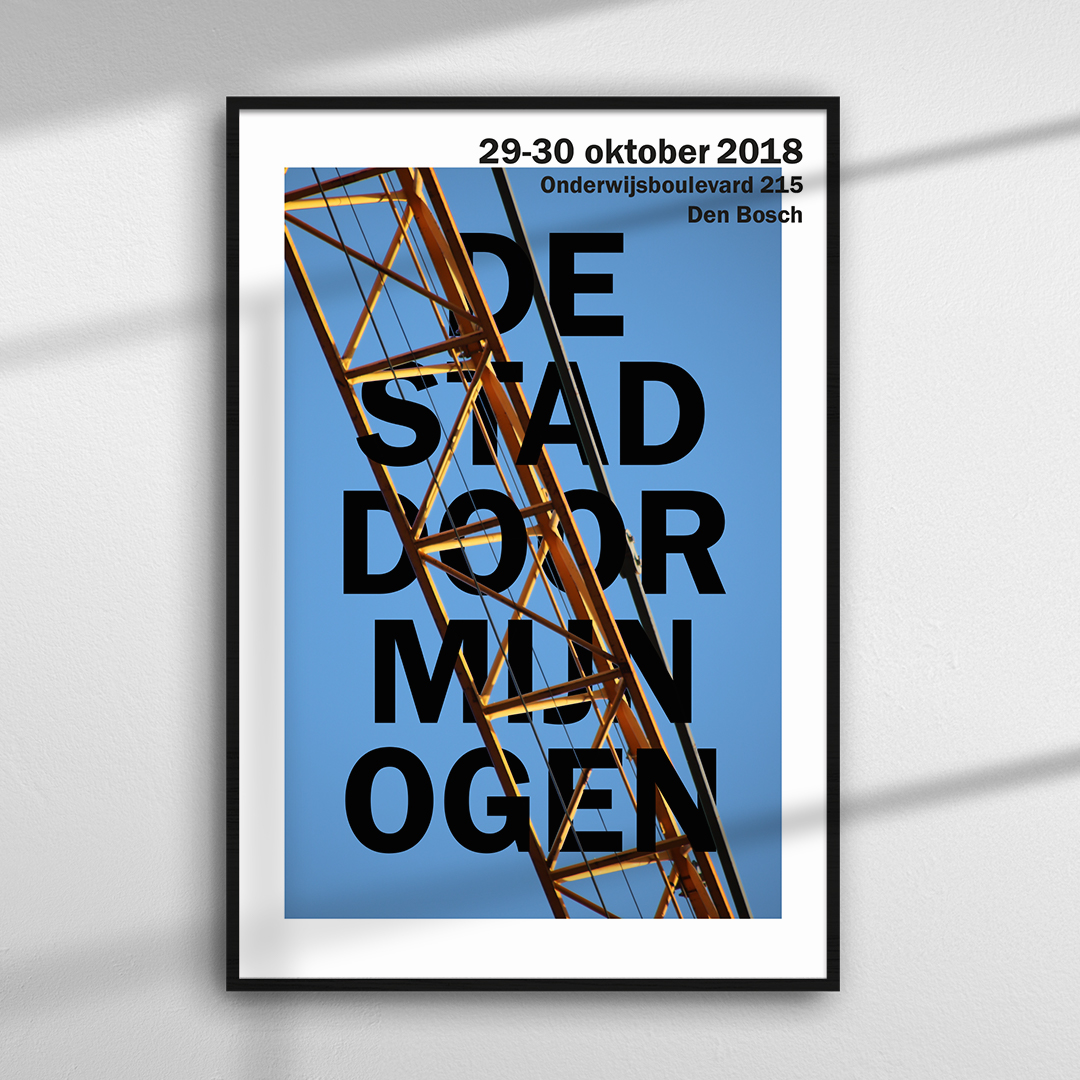 29-30 oktober 2018
Onderwijsboulevard 215
Den Bosch
DE
STAD
DOOR
MIJN
OGEN